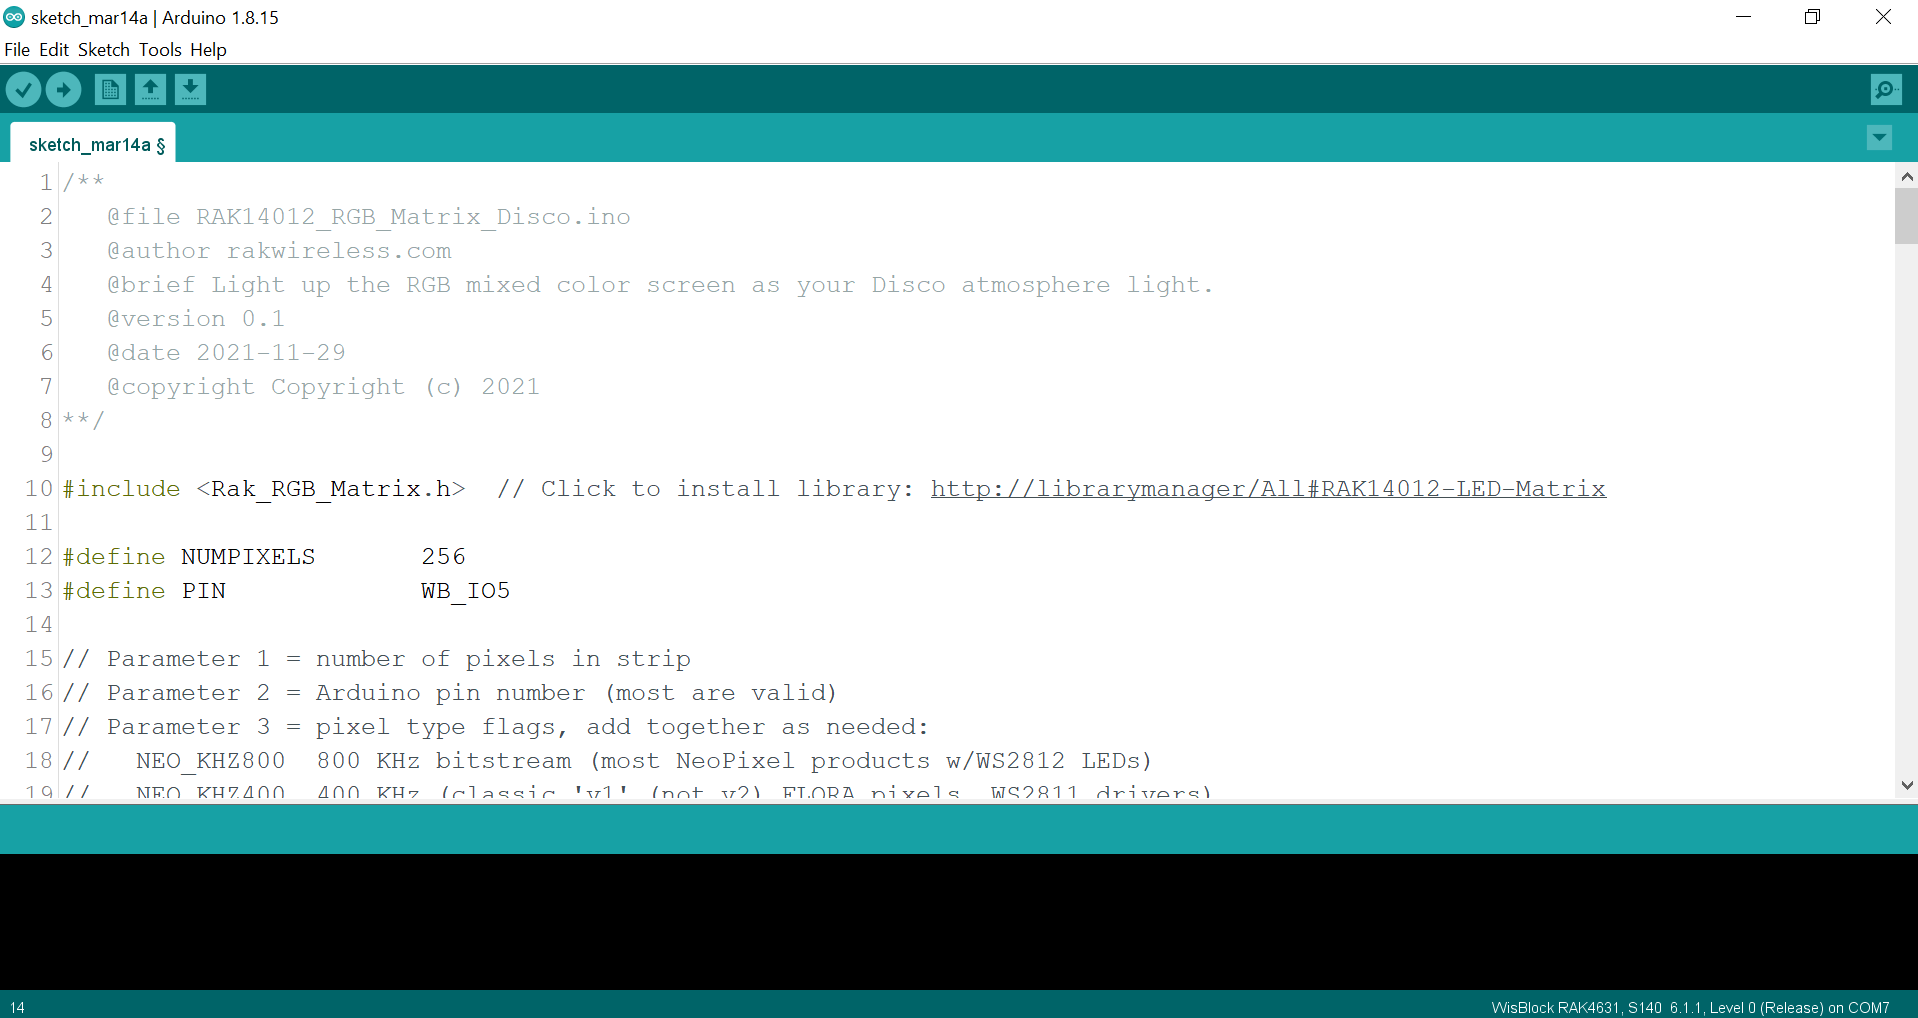 sketch_mar14a | Arduino 1.8.15
File Edit Sketch Tools Help
sketch_mar14a §
1 /**
2 @file RAK14012_RGB_Matrix_Disco.ino
3 @author rakwireless.com
4 @brief Light up the RGB mixed color screen as your Disco atmosphere light.
5 @version 0.1
6 @date 2021-11-29
7 @copyright Copyright (c) 2021
8 **/
9
10 #include <Rak_RGB_Matrix.h> // Click to install library: http://librarymanager/All#RAK14012-LED-Matrix
11
12 #define NUMPIXELS 256
13 #define PIN WB_IO5
14
15 // Parameter 1 = number of pixels in strip
16 // Parameter 2 = Arduino pin number (most are valid)
17 // Parameter 3 = pixel type flags, add together as needed:
18 // NEO_KHZ800 800 KHz bitstream (most NeoPixel products w/WS2812 LEDs)
19 // NEO_KHZ400 400 KHz (classic 'v1' (not v2) FLORA pixels, WS2811 drivers)
14
WisBlock RAK4631, S140 6.1.1, Level 0 (Release) on COM7